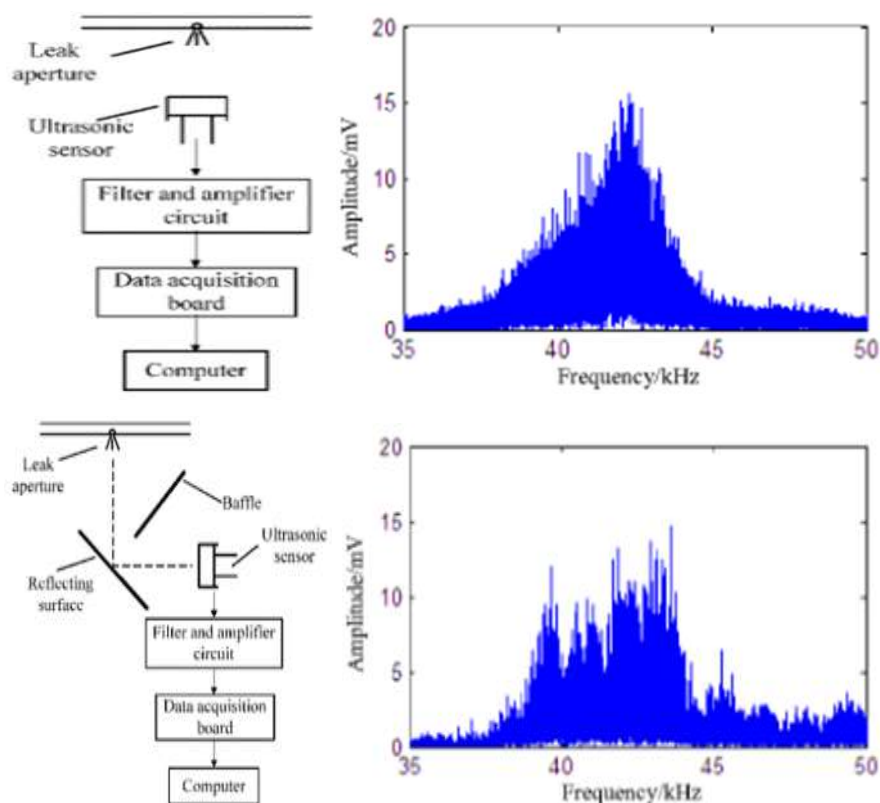 Leak
aperture
Ultrasonic
sensor
Filter and amplifier
circuit
Data acquisition
board
Computer
20
15
10
5
0
Amplitude/mV
35
40
45
50
Frequency/kHz
Leak
aperture
Baffle
Ultrasonic
sensor
Reflecting
surface
Filter and amplifier
circuit
Data acquisition
board
Computer
20
15
10
5
0
Amplitude/mV
35
40
45
50
Frequency/kHz